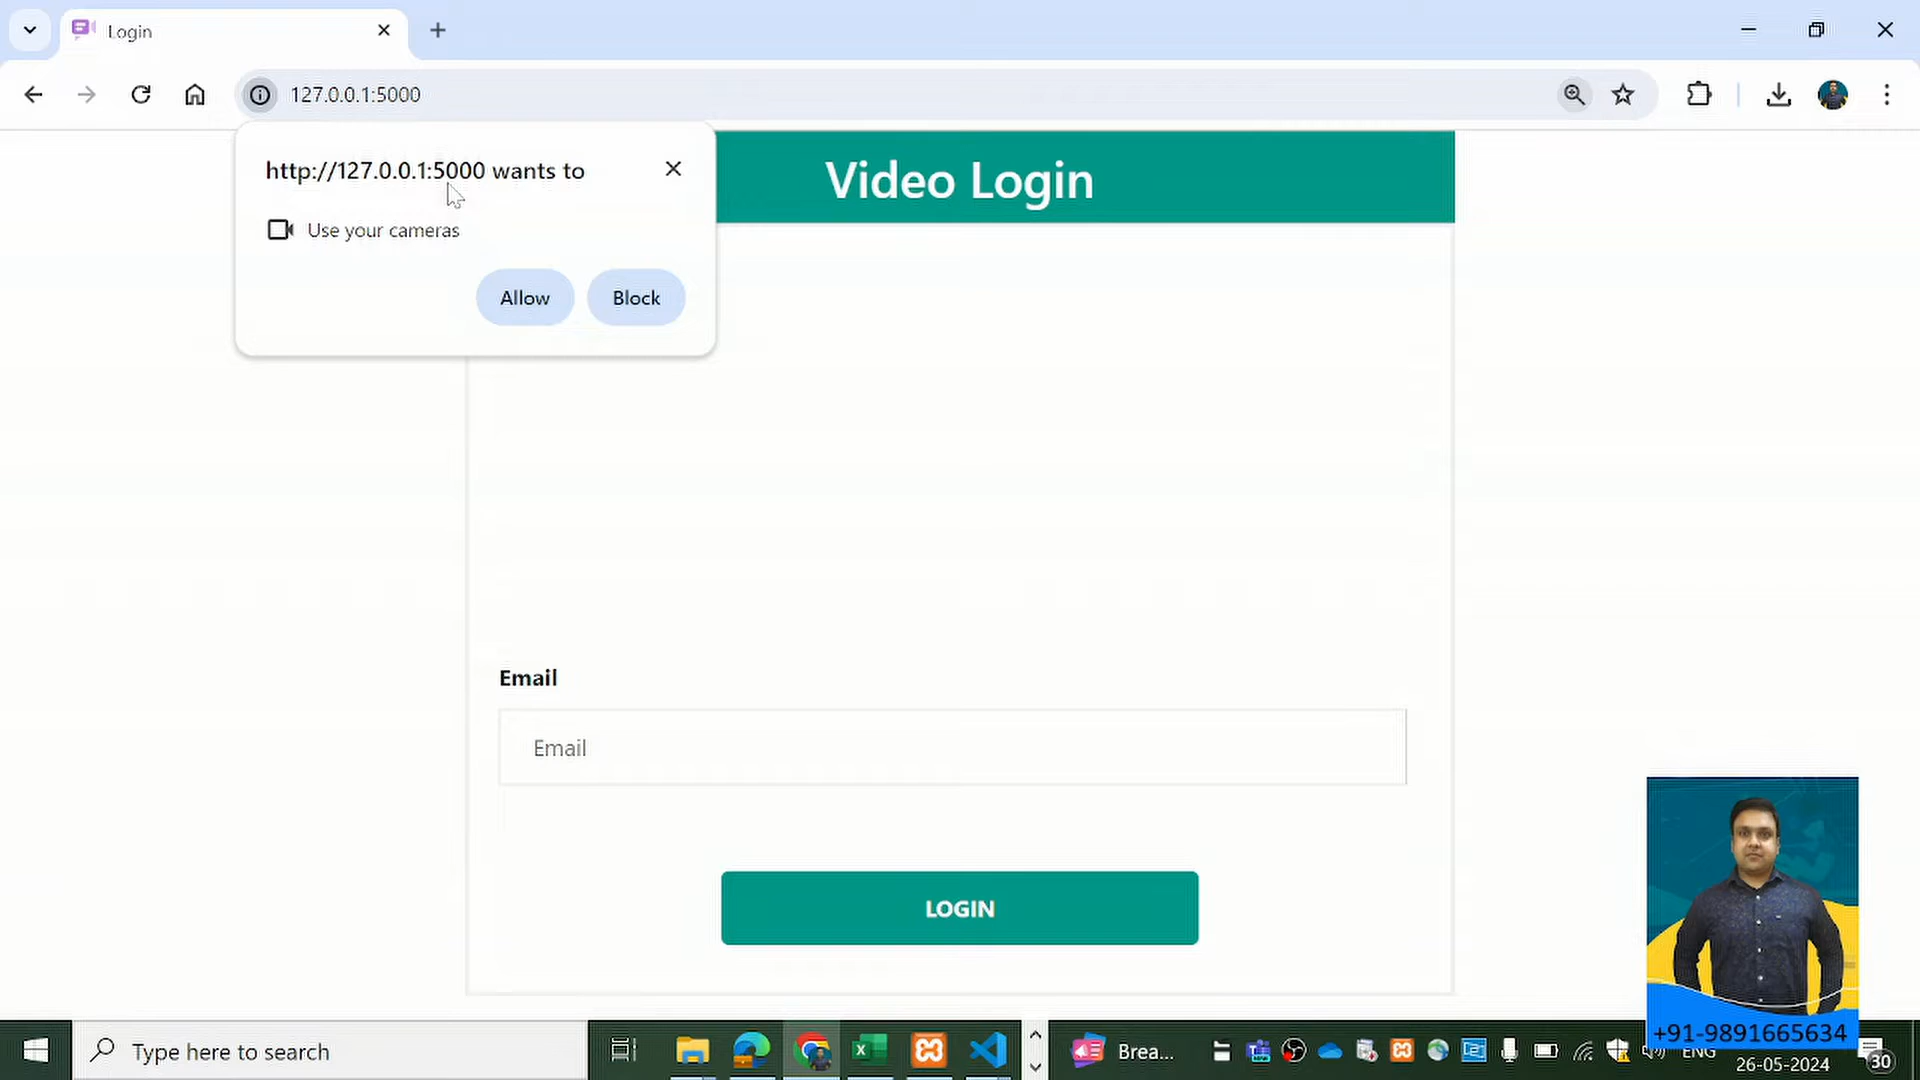 Login
127.0.0.1:5000
http://127.0.0.1:5000 wants to
Use your cameras
Allow
Block
Video Login
Email
Email
LOGIN
+91-9891665634
Type here to search
Brea...
ENG
26-05-2024
30